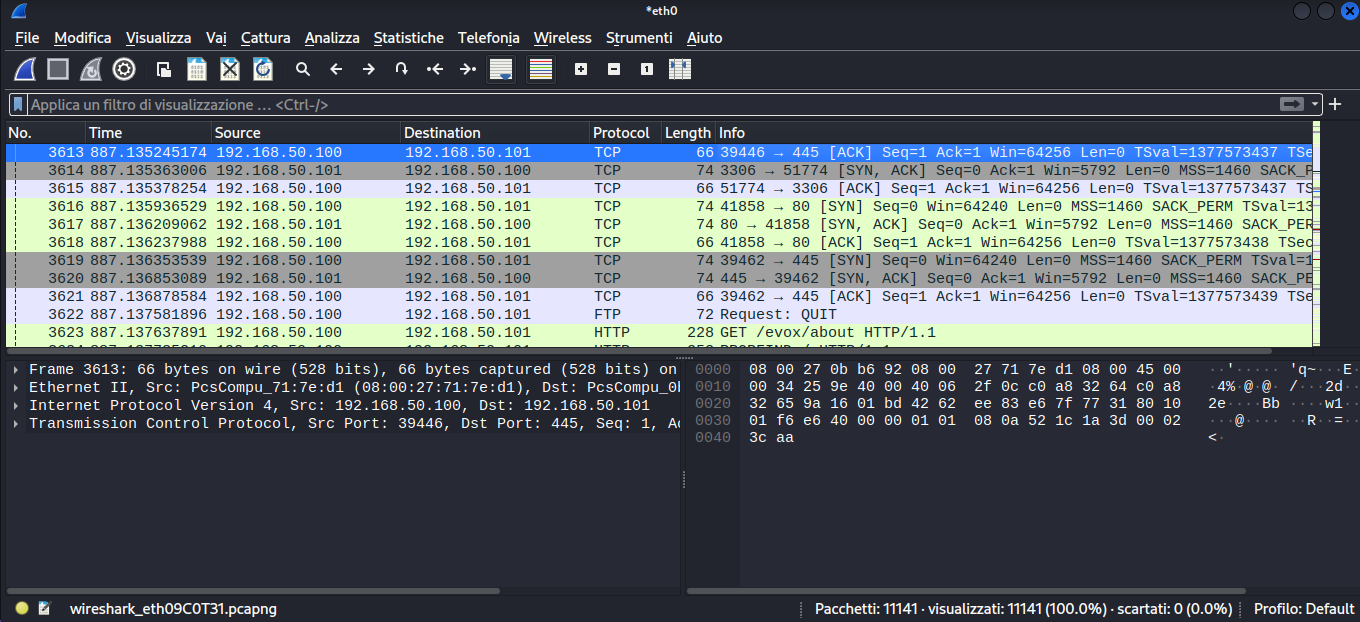 *eth0
File Modifica Visualizza Vai Cattura Analizza Statistiche Telefonia Wireless Strumenti Aiuto
Applica un filtro di visualizzazione … <Ctrl-/>
No. Time Source Destination Protocol Length Info
3613 887.135245174 192.168.50.100 192.168.50.101 TCP 66 39446 → 445 [ACK] Seq=1 Ack=1 Win=64256 Len=0 TSval=1377573437 TSe
3614 887.135363006 192.168.50.101 192.168.50.100 TCP 74 3306 → 51774 [SYN, ACK] Seq=0 Ack=1 Win=5792 Len=0 MSS=1460 SACK_P
3615 887.135378254 192.168.50.100 192.168.50.101 TCP 66 51774 → 3306 [ACK] Seq=1 Ack=1 Win=64256 Len=0 TSval=1377573437 TS
3616 887.135936529 192.168.50.100 192.168.50.101 TCP 74 41858 → 80 [SYN] Seq=0 Win=64240 Len=0 MSS=1460 SACK_PERM TSval=13
3617 887.136209062 192.168.50.101 192.168.50.100 TCP 74 80 → 41858 [SYN, ACK] Seq=0 Ack=1 Win=5792 Len=0 MSS=1460 SACK_PER
3618 887.136237988 192.168.50.100 192.168.50.101 TCP 66 41858 → 80 [ACK] Seq=1 Ack=1 Win=64256 Len=0 TSval=1377573438 TSec
3619 887.136353539 192.168.50.100 192.168.50.101 TCP 74 39462 → 445 [SYN] Seq=0 Win=64240 Len=0 MSS=1460 SACK_PERM TSval=1
3620 887.136853089 192.168.50.101 192.168.50.100 TCP 74 445 → 39462 [SYN, ACK] Seq=0 Ack=1 Win=5792 Len=0 MSS=1460 SACK_PE
3621 887.136878584 192.168.50.100 192.168.50.101 TCP 66 39462 → 445 [ACK] Seq=1 Ack=1 Win=64256 Len=0 TSval=1377573439 TSe
3622 887.137581896 192.168.50.100 192.168.50.101 FTP 72 Request: QUIT
3623 887.137637891 192.168.50.100 192.168.50.101 HTTP 228 GET /evox/about HTTP/1.1
Frame 3613: 66 bytes on wire (528 bits), 66 bytes captured (528 bits) on
Ethernet II, Src: PcsCompu_71:7e:d1 (08:00:27:71:7e:d1), Dst: PcsCompu_0
Internet Protocol Version 4, Src: 192.168.50.100, Dst: 192.168.50.101
Transmission Control Protocol, Src Port: 39446, Dst Port: 445, Seq: 1, Ac
0000 08 00 27 0b b6 92 08 00 27 71 7e d1 08 00 45 00 ··'····· 'q~···E·
0010 00 34 25 9e 40 00 40 06 2f 0c c0 a8 32 64 c0 a8 ·4%·@·@· /···2d··
0020 32 65 9a 16 01 bd 42 62 ee 83 e6 7f 77 31 80 10 2e····Bb ····w1··
0030 01 f6 e6 40 00 00 01 01 08 0a 52 1c 1a 3d 00 02 ···@···· ··R··=··
0040 3c aa <·
wireshark_eth09C0T31.pcapng
Pacchetti: 11141 · visualizzati: 11141 (100.0%) · scartati: 0 (0.0%)
Profilo: Default